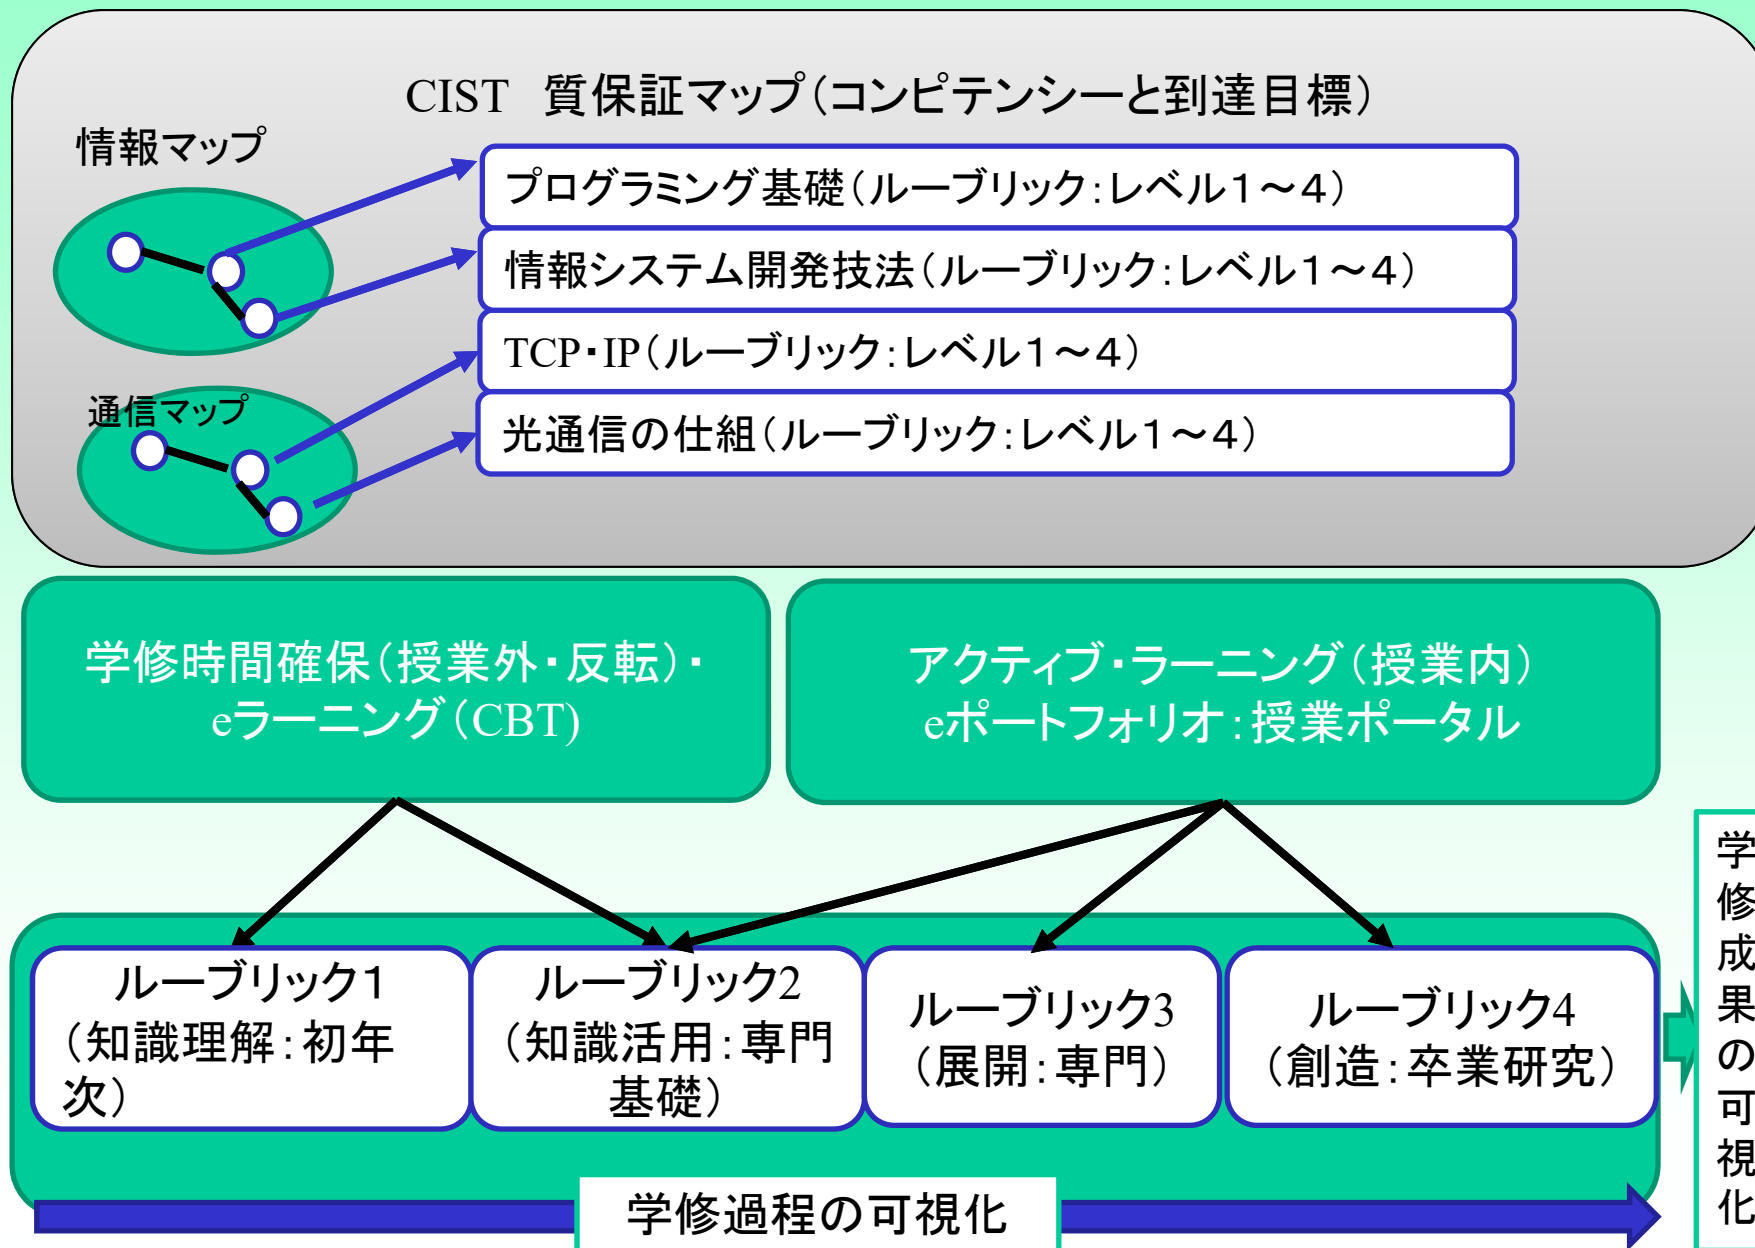 CIST 質保証マップ(コンピテンシーと到達目標)
情報マップ
プログラミング基礎(ルーブリック:レベル1～4)
情報システム開発技法(ルーブリック:レベル1～4)
TCP・IP(ルーブリック:レベル1～4)
通信マップ
光通信の仕組(ルーブリック:レベル1～4)
学修時間確保(授業外・反転)・
eラーニング(CBT)
アクティブ・ラーニング(授業内)
eポートフォリオ:授業ポータル
ルーブリック1
(知識理解:初年
次)
ルーブリック2
(知識活用:専門
基礎)
ルーブリック3
(展開:専門)
ルーブリック4
(創造:卒業研究)
学修成果の可視化
学修過程の可視化